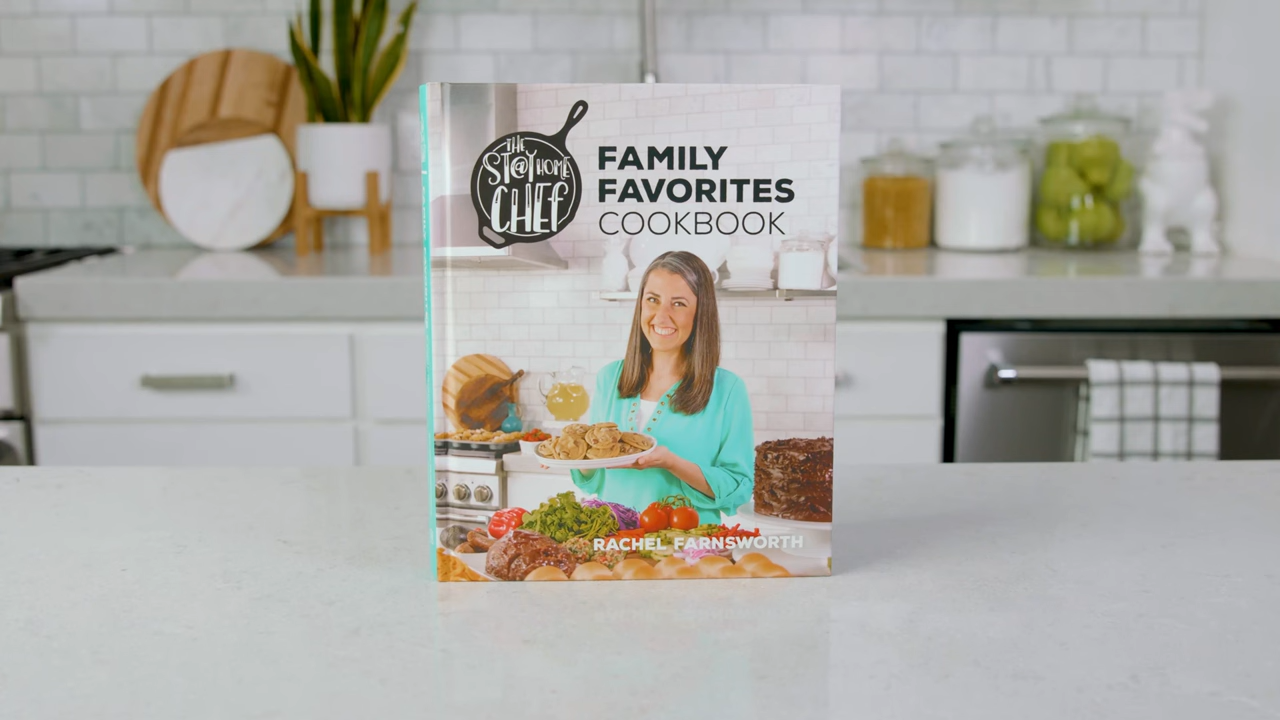 THE
ST@Y HOME
CHEF
FAMILY
FAVORITES
COOKBOOK
RACHEL FARNSWORTH